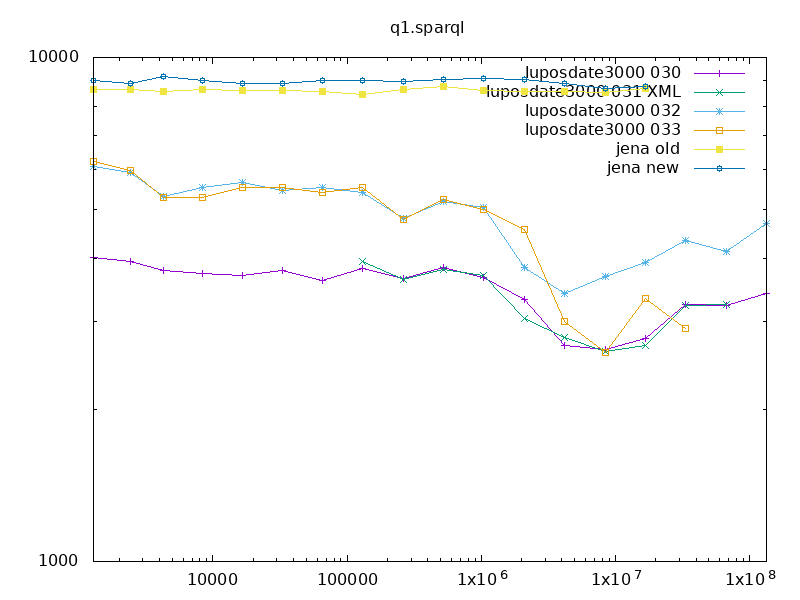 q1.sparql
10000
luposdate3000 030
luposdate3000 031 XML
luposdate3000 032
luposdate3000 033
jena old
jena new
1000
10000 100000 1x10^6 1x10^7 1x10^8